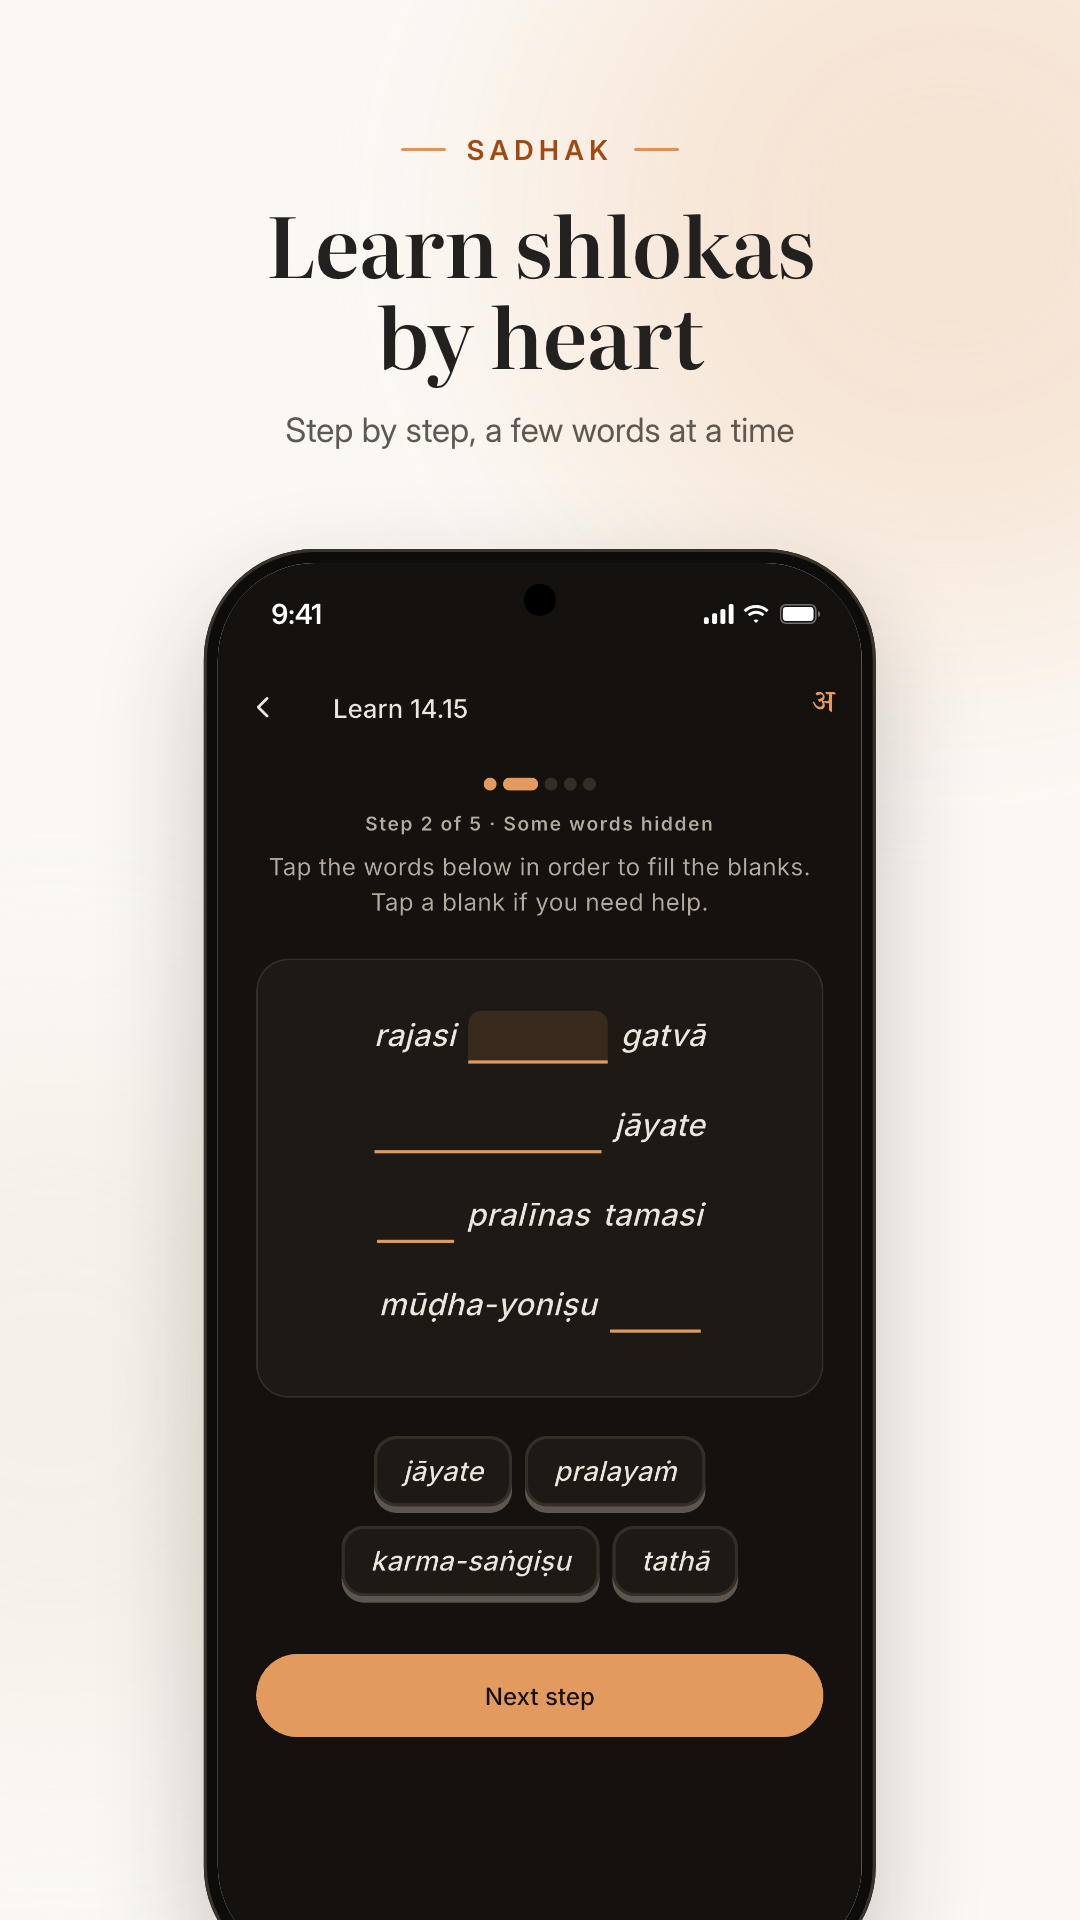 SADHAK
Learn shlokas
by heart
Step by step, a few words at a time
9:41
Learn 14.15
अ
Step 2 of 5 · Some words hidden
Tap the words below in order to fill the blanks.
Tap a blank if you need help.
rajasi gatvā
jāyate
pralīnas tamasi
mūḍha-yoniṣu
jāyate pralayaṁ
karma-saṅgiṣu tathā
Next step